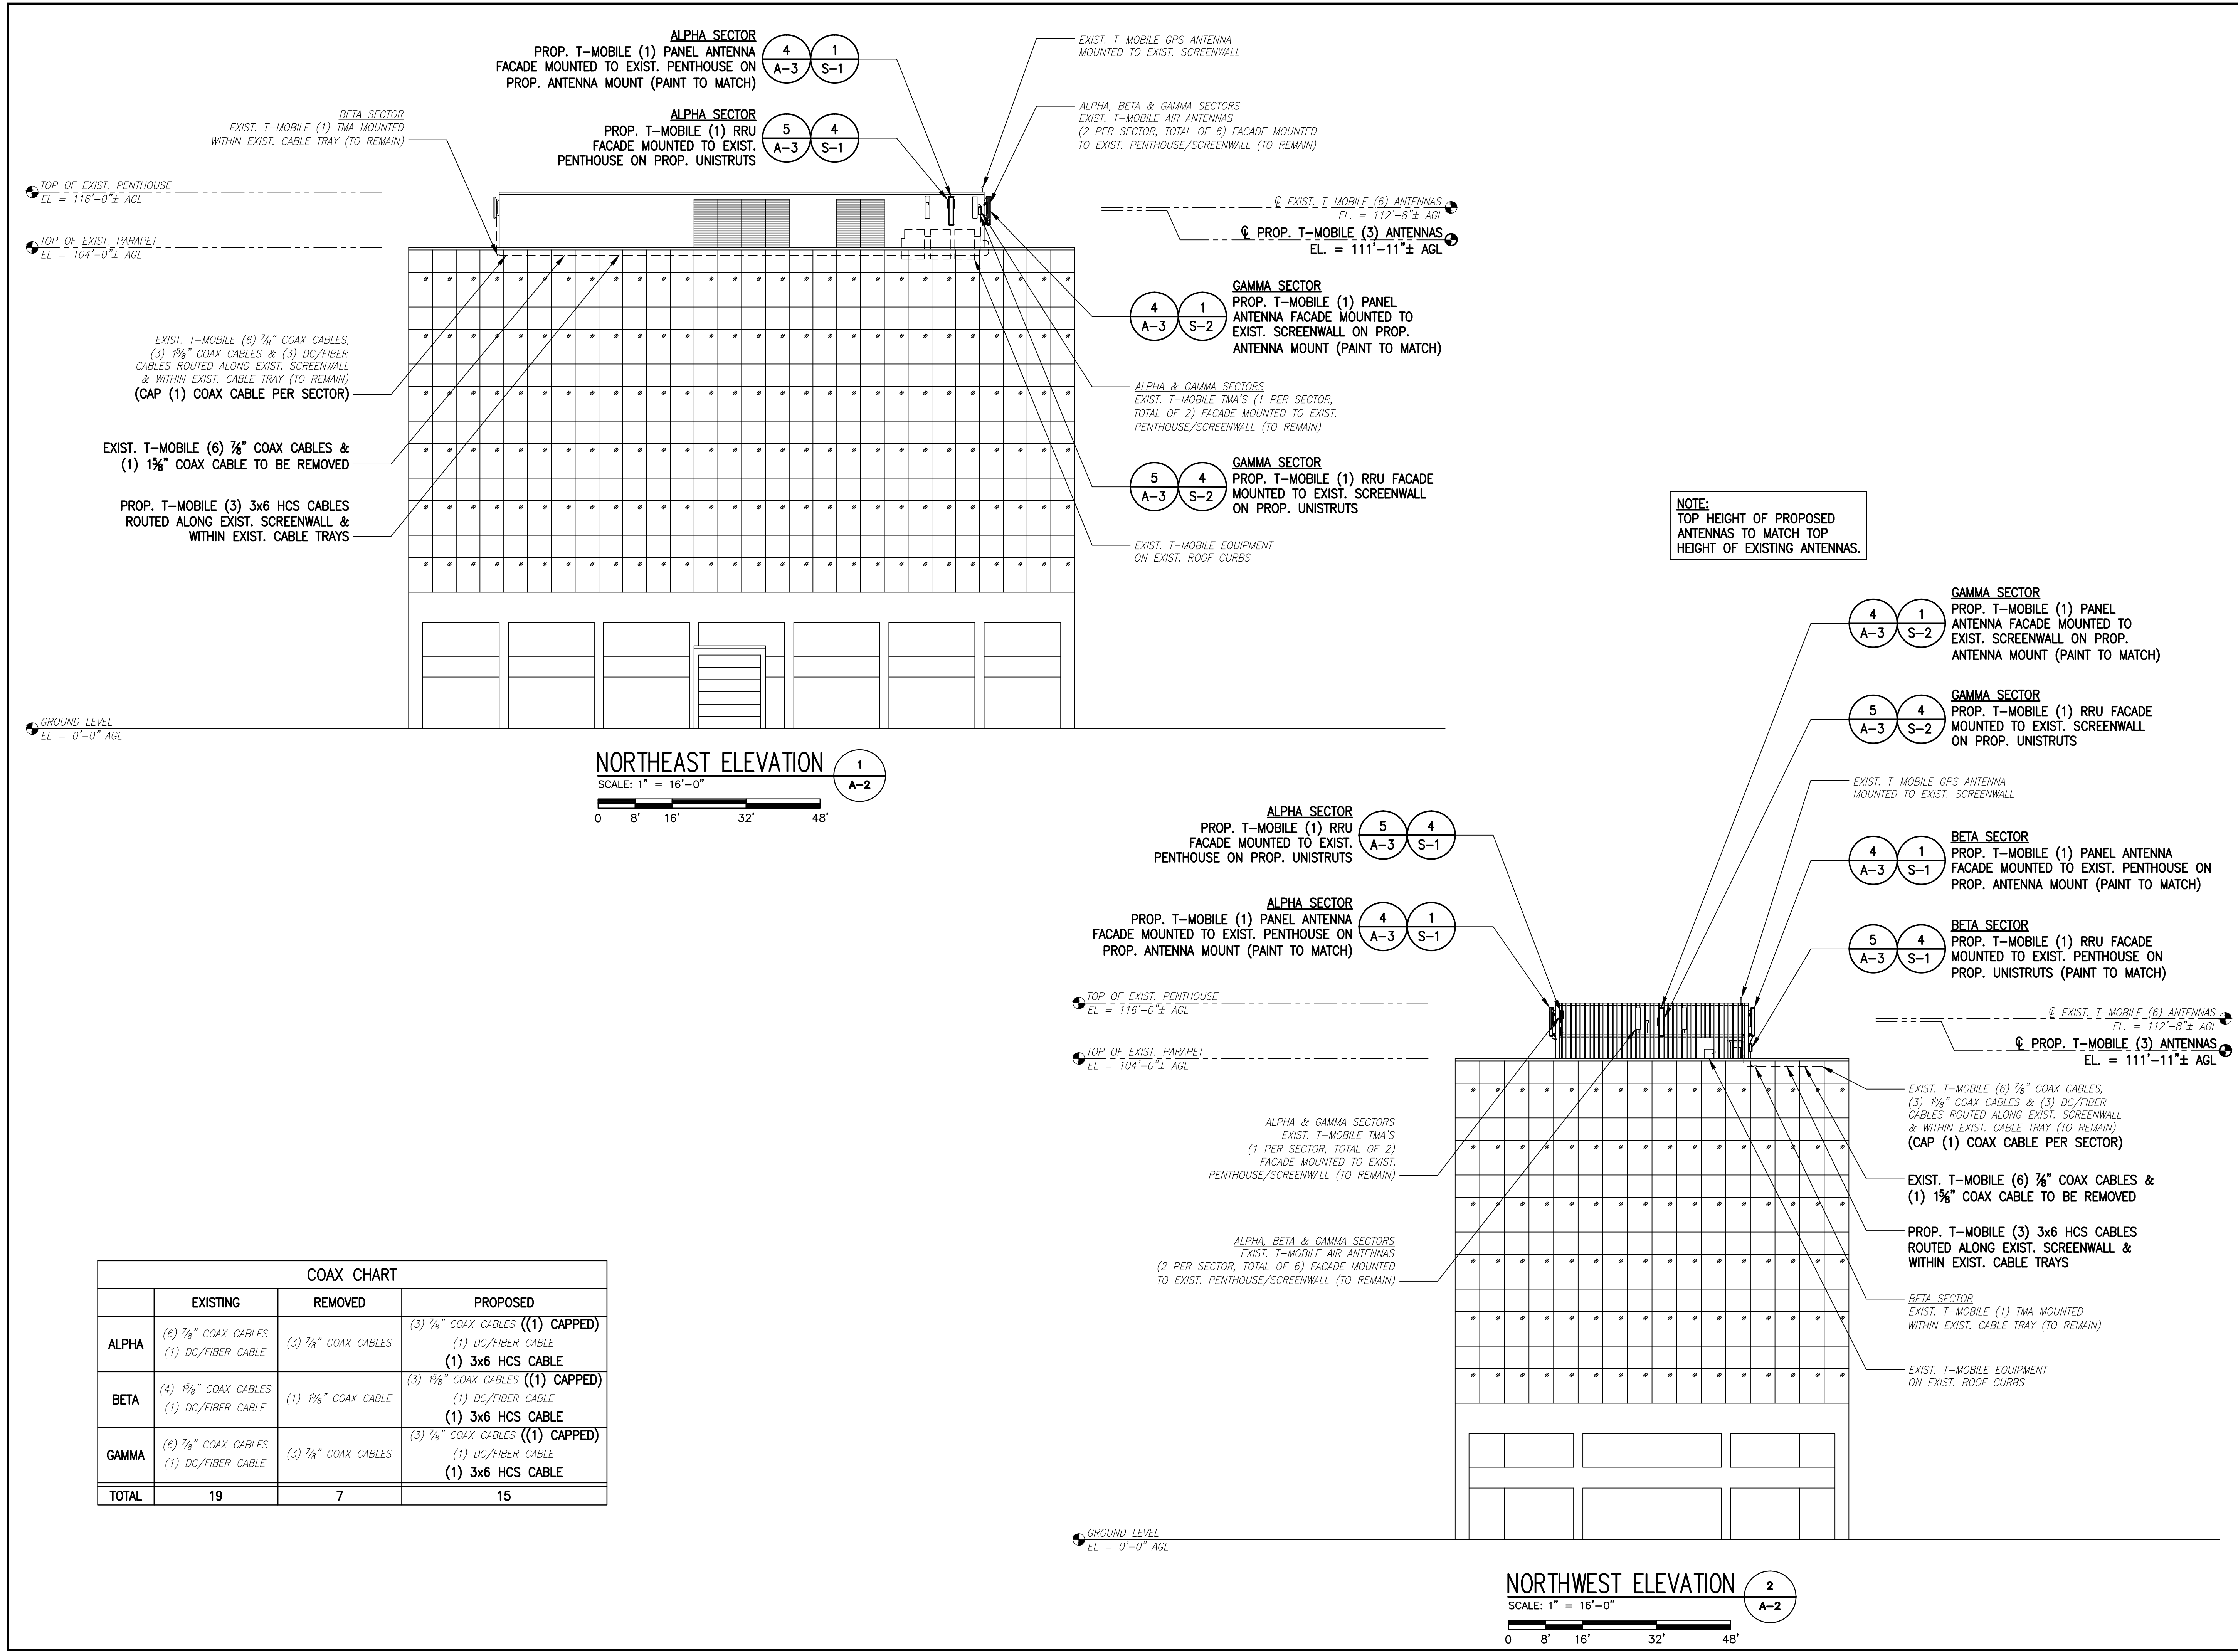 ALPHA SECTOR
PROP. T-MOBILE (1) PANEL ANTENNA
FACADE MOUNTED TO EXIST. PENTHOUSE ON
PROP. ANTENNA MOUNT (PAINT TO MATCH)
4
A-3
1
S-1
ALPHA SECTOR
PROP. T-MOBILE (1) RRU
FACADE MOUNTED TO EXIST.
PENTHOUSE ON PROP. UNISTRUTS
5
A-3
4
S-1
BETA SECTOR
EXIST. T-MOBILE (1) TMA MOUNTED
WITHIN EXIST. CABLE TRAY (TO REMAIN)
EXIST. T-MOBILE GPS ANTENNA
MOUNTED TO EXIST. SCREENWALL
ALPHA, BETA & GAMMA SECTORS
EXIST. T-MOBILE AIR ANTENNAS
(2 PER SECTOR, TOTAL OF 6) FACADE MOUNTED
TO EXIST. PENTHOUSE/SCREENWALL (TO REMAIN)
TOP OF EXIST. PENTHOUSE
EL = 116'-0"± AGL
TOP OF EXIST. PARAPET
EL = 104'-0"± AGL
℄ EXIST. T-MOBILE (6) ANTENNAS
EL. = 112'-8"± AGL
℄ PROP. T-MOBILE (3) ANTENNAS
EL. = 111'-11"± AGL
4
A-3
1
S-2
GAMMA SECTOR
PROP. T-MOBILE (1) PANEL
ANTENNA FACADE MOUNTED TO
EXIST. SCREENWALL ON PROP.
ANTENNA MOUNT (PAINT TO MATCH)
EXIST. T-MOBILE (6) 7/8" COAX CABLES,
(3) 1 5/8" COAX CABLES & (3) DC/FIBER
CABLES ROUTED ALONG EXIST. SCREENWALL
& WITHIN EXIST. CABLE TRAY (TO REMAIN)
(CAP (1) COAX CABLE PER SECTOR)
ALPHA & GAMMA SECTORS
EXIST. T-MOBILE TMA'S (1 PER SECTOR,
TOTAL OF 2) FACADE MOUNTED TO EXIST.
PENTHOUSE/SCREENWALL (TO REMAIN)
EXIST. T-MOBILE (6) 7/8" COAX CABLES &
(1) 1 5/8" COAX CABLE TO BE REMOVED
5
A-3
4
S-2
GAMMA SECTOR
PROP. T-MOBILE (1) RRU FACADE
MOUNTED TO EXIST. SCREENWALL
ON PROP. UNISTRUTS
PROP. T-MOBILE (3) 3x6 HCS CABLES
ROUTED ALONG EXIST. SCREENWALL &
WITHIN EXIST. CABLE TRAYS
EXIST. T-MOBILE EQUIPMENT
ON EXIST. ROOF CURBS
GROUND LEVEL
EL = 0'-0" AGL
NORTHEAST ELEVATION
SCALE: 1" = 16'-0"
1
A-2
0 8' 16' 32' 48'
NOTE:
TOP HEIGHT OF PROPOSED
ANTENNAS TO MATCH TOP
HEIGHT OF EXISTING ANTENNAS.
4
A-3
1
S-2
GAMMA SECTOR
PROP. T-MOBILE (1) PANEL
ANTENNA FACADE MOUNTED TO
EXIST. SCREENWALL ON PROP.
ANTENNA MOUNT (PAINT TO MATCH)
5
A-3
4
S-2
GAMMA SECTOR
PROP. T-MOBILE (1) RRU FACADE
MOUNTED TO EXIST. SCREENWALL
ON PROP. UNISTRUTS
EXIST. T-MOBILE GPS ANTENNA
MOUNTED TO EXIST. SCREENWALL
ALPHA SECTOR
PROP. T-MOBILE (1) RRU
FACADE MOUNTED TO EXIST.
PENTHOUSE ON PROP. UNISTRUTS
5
A-3
4
S-1
4
A-3
1
S-1
BETA SECTOR
PROP. T-MOBILE (1) PANEL ANTENNA
FACADE MOUNTED TO EXIST. PENTHOUSE ON
PROP. ANTENNA MOUNT (PAINT TO MATCH)
ALPHA SECTOR
PROP. T-MOBILE (1) PANEL ANTENNA
FACADE MOUNTED TO EXIST. PENTHOUSE ON
PROP. ANTENNA MOUNT (PAINT TO MATCH)
4
A-3
1
S-1
5
A-3
4
S-1
BETA SECTOR
PROP. T-MOBILE (1) RRU FACADE
MOUNTED TO EXIST. PENTHOUSE ON
PROP. UNISTRUTS (PAINT TO MATCH)
TOP OF EXIST. PENTHOUSE
EL = 116'-0"± AGL
TOP OF EXIST. PARAPET
EL = 104'-0"± AGL
℄ EXIST. T-MOBILE (6) ANTENNAS
EL. = 112'-8"± AGL
℄ PROP. T-MOBILE (3) ANTENNAS
EL. = 111'-11"± AGL
ALPHA & GAMMA SECTORS
EXIST. T-MOBILE TMA'S
(1 PER SECTOR, TOTAL OF 2)
FACADE MOUNTED TO EXIST.
PENTHOUSE/SCREENWALL (TO REMAIN)
EXIST. T-MOBILE (6) 7/8" COAX CABLES,
(3) 1 5/8" COAX CABLES & (3) DC/FIBER
CABLES ROUTED ALONG EXIST. SCREENWALL
& WITHIN EXIST. CABLE TRAY (TO REMAIN)
(CAP (1) COAX CABLE PER SECTOR)
EXIST. T-MOBILE (6) 7/8" COAX CABLES &
(1) 1 5/8" COAX CABLE TO BE REMOVED
PROP. T-MOBILE (3) 3x6 HCS CABLES
ROUTED ALONG EXIST. SCREENWALL &
WITHIN EXIST. CABLE TRAYS
ALPHA, BETA & GAMMA SECTORS
EXIST. T-MOBILE AIR ANTENNAS
(2 PER SECTOR, TOTAL OF 6) FACADE MOUNTED
TO EXIST. PENTHOUSE/SCREENWALL (TO REMAIN)
BETA SECTOR
EXIST. T-MOBILE (1) TMA MOUNTED
WITHIN EXIST. CABLE TRAY (TO REMAIN)
EXIST. T-MOBILE EQUIPMENT
ON EXIST. ROOF CURBS
GROUND LEVEL
EL = 0'-0" AGL
NORTHWEST ELEVATION
SCALE: 1" = 16'-0"
2
A-2
0 8' 16' 32' 48'
COAX CHART
EXISTING REMOVED PROPOSED
ALPHA
(6) 7/8" COAX CABLES
(1) DC/FIBER CABLE
(3) 7/8" COAX CABLES
(3) 7/8" COAX CABLES ((1) CAPPED)
(1) DC/FIBER CABLE
(1) 3x6 HCS CABLE
BETA
(4) 1 5/8" COAX CABLES
(1) DC/FIBER CABLE
(1) 1 5/8" COAX CABLE
(3) 1 5/8" COAX CABLES ((1) CAPPED)
(1) DC/FIBER CABLE
(1) 3x6 HCS CABLE
GAMMA
(6) 7/8" COAX CABLES
(1) DC/FIBER CABLE
(3) 7/8" COAX CABLES
(3) 7/8" COAX CABLES ((1) CAPPED)
(1) DC/FIBER CABLE
(1) 3x6 HCS CABLE
TOTAL 19 7 15